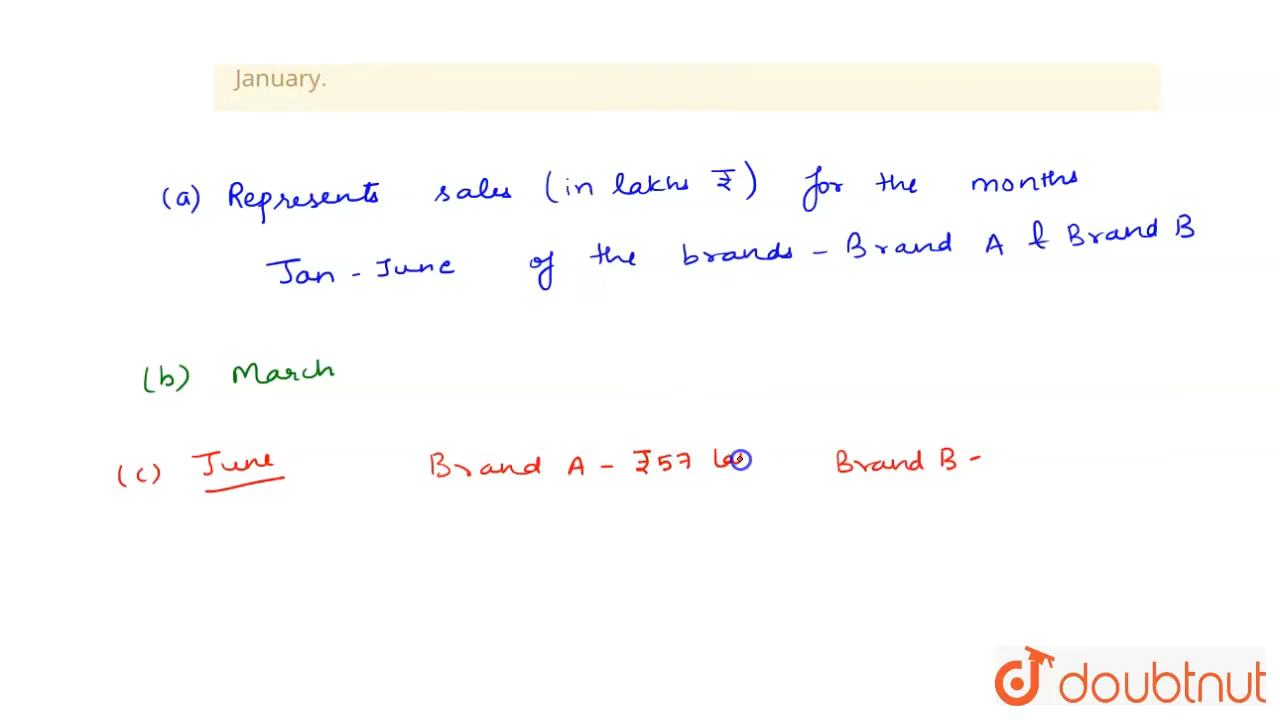 January.
(a) Represents sales (in lakhs ₹) for the months
Jan - June of the brands - Brand A & Brand B
(b) March
(c) June Brand A - ₹57 la Brand B -
doubtnut